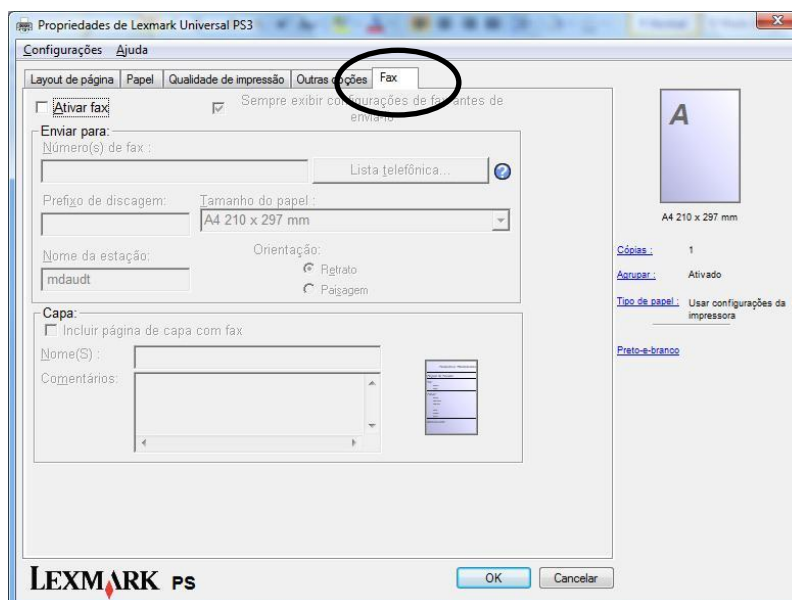 Propriedades de Lexmark Universal PS3
Configurações Ajuda
Layout de página Papel Qualidade de impressão Outras opções Fax
Ativar fax
Sempre exibir configurações de fax antes de
enviá-lo
Enviar para:
Número(s) de fax :
Lista telefônica...
Prefixo de discagem:
Tamanho do papel :
A4 210 x 297 mm
Nome da estação:
mdaudt
Orientação:
Retrato
Paisagem
Capa:
Incluir página de capa com fax
Nome(S) :
Comentários:
A
A4 210 x 297 mm
Cópias : 1
Agrupar : Ativado
Tipo de papel : Usar configurações da
impressora
Preto-e-branco
LEXMARK PS
OK Cancelar